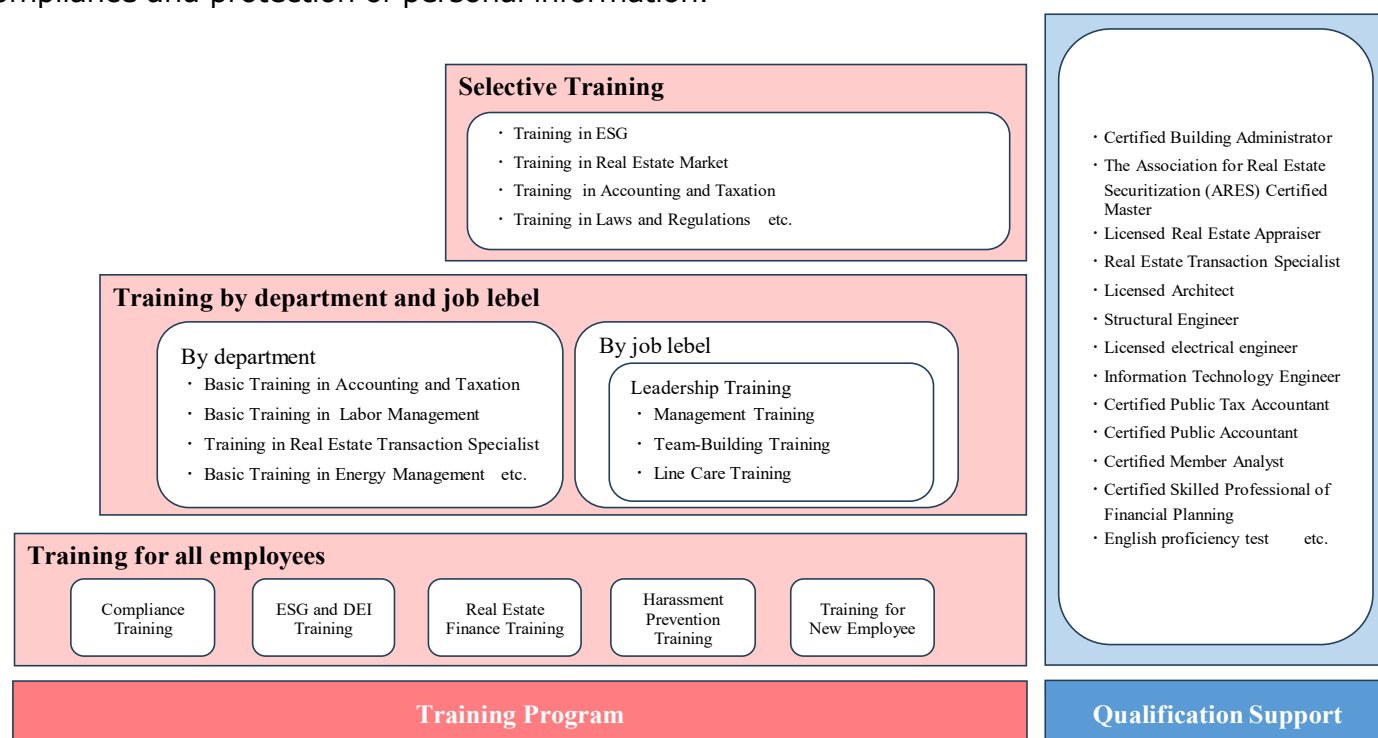 compliance and protection of personal information.
Selective Training
・ Training in ESG
・ Training in Real Estate Market
・ Training in Accounting and Taxation
・ Training in Laws and Regulations etc.
Training by department and job lebel
By department
・ Basic Training in Accounting and Taxation
・ Basic Training in Labor Management
・ Training in Real Estate Transaction Specialist
・ Basic Training in Energy Management etc.
By job lebel
Leadership Training
・ Management Training
・ Team-Building Training
・ Line Care Training
Training for all employees
Compliance
Training
ESG and DEI
Training
Real Estate
Finance Training
Harassment
Prevention
Training
Training for
New Employee
Training Program
・Certified Building Administrator
・The Association for Real Estate
Securitization (ARES) Certified
Master
・Licensed Real Estate Appraiser
・Real Estate Transaction Specialist
・Licensed Architect
・Structural Engineer
・Licensed electrical engineer
・Information Technology Engineer
・Certified Public Tax Accountant
・Certified Public Accountant
・Certified Member Analyst
・Certified Skilled Professional of
Financial Planning
・English proficiency test etc.
Qualification Support